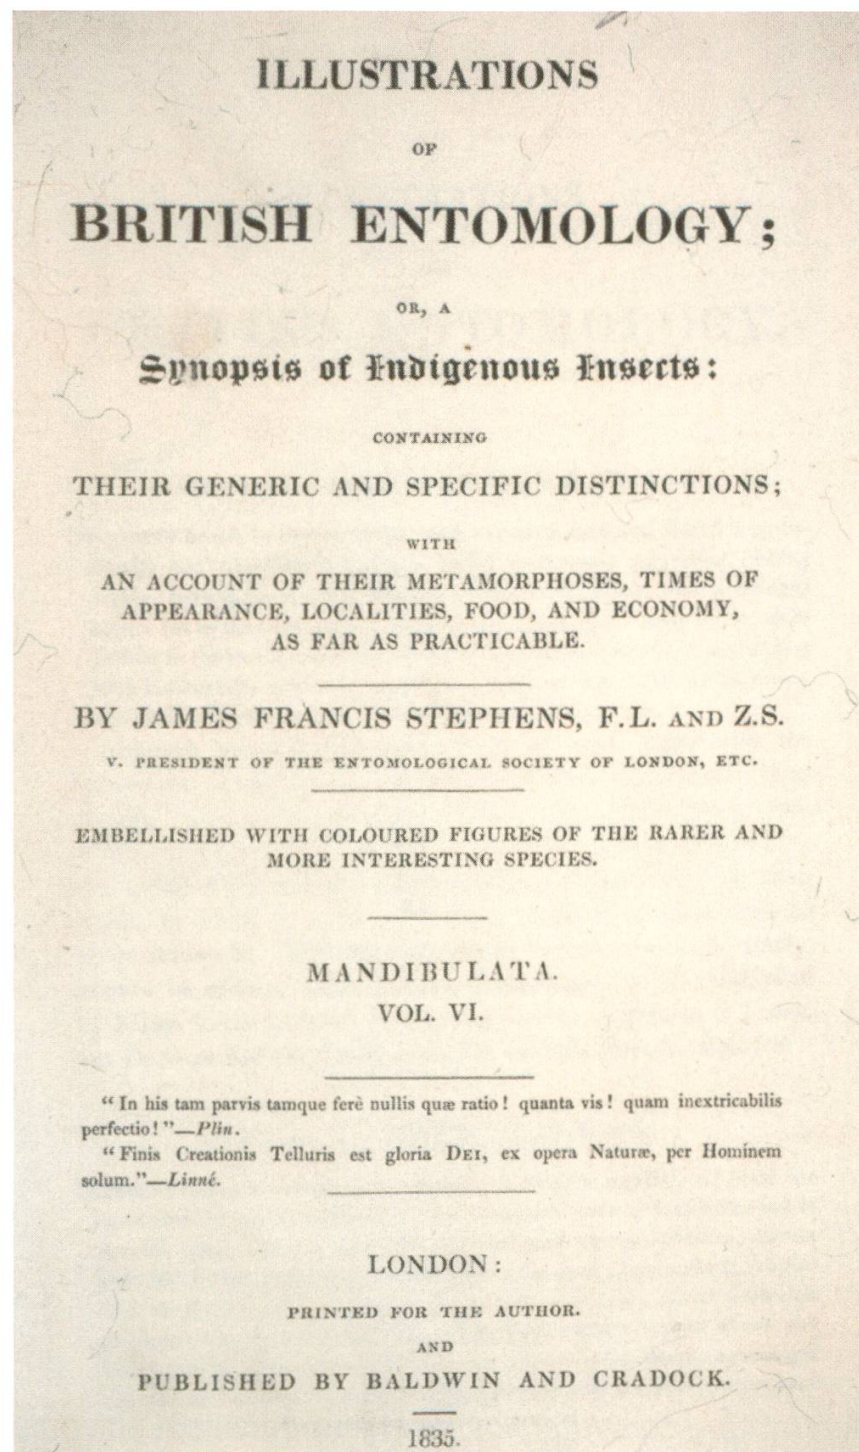 ILLUSTRATIONS
OF
BRITISH ENTOMOLOGY;
OR, A
Synopsis of Indigenous Insects:
CONTAINING
THEIR GENERIC AND SPECIFIC DISTINCTIONS;
WITH
AN ACCOUNT OF THEIR METAMORPHOSES, TIMES OF
APPEARANCE, LOCALITIES, FOOD, AND ECONOMY,
AS FAR AS PRACTICABLE.
BY JAMES FRANCIS STEPHENS, F.L. AND Z.S.
V. PRESIDENT OF THE ENTOMOLOGICAL SOCIETY OF LONDON, ETC.
EMBELLISHED WITH COLOURED FIGURES OF THE RARER AND
MORE INTERESTING SPECIES.
MANDIBULATA.
VOL. VI.
“ In his tam parvis tamque ferè nullis quæ ratio ! quanta vis ! quam inextricabilis
perfectio ! ”—Plin.
“ Finis Creationis Telluris est gloria DEI, ex opera Naturæ, per Hominem
solum.”—Linné.
LONDON :
PRINTED FOR THE AUTHOR.
AND
PUBLISHED BY BALDWIN AND CRADOCK.
1835.